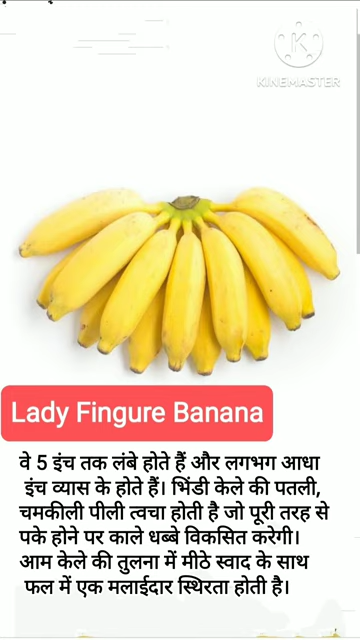 KINEMASTER
Lady Fingure Banana
वे 5 इंच तक लंबे होते हैं और लगभग आधा
इंच व्यास के होते हैं। भिंडी केले की पतली,
चमकीली पीली त्वचा होती है जो पूरी तरह से
पके होने पर काले धब्बे विकसित करेगी।
आम केले की तुलना में मीठे स्वाद के साथ
फल में एक मलाईदार स्थिरता होती है।